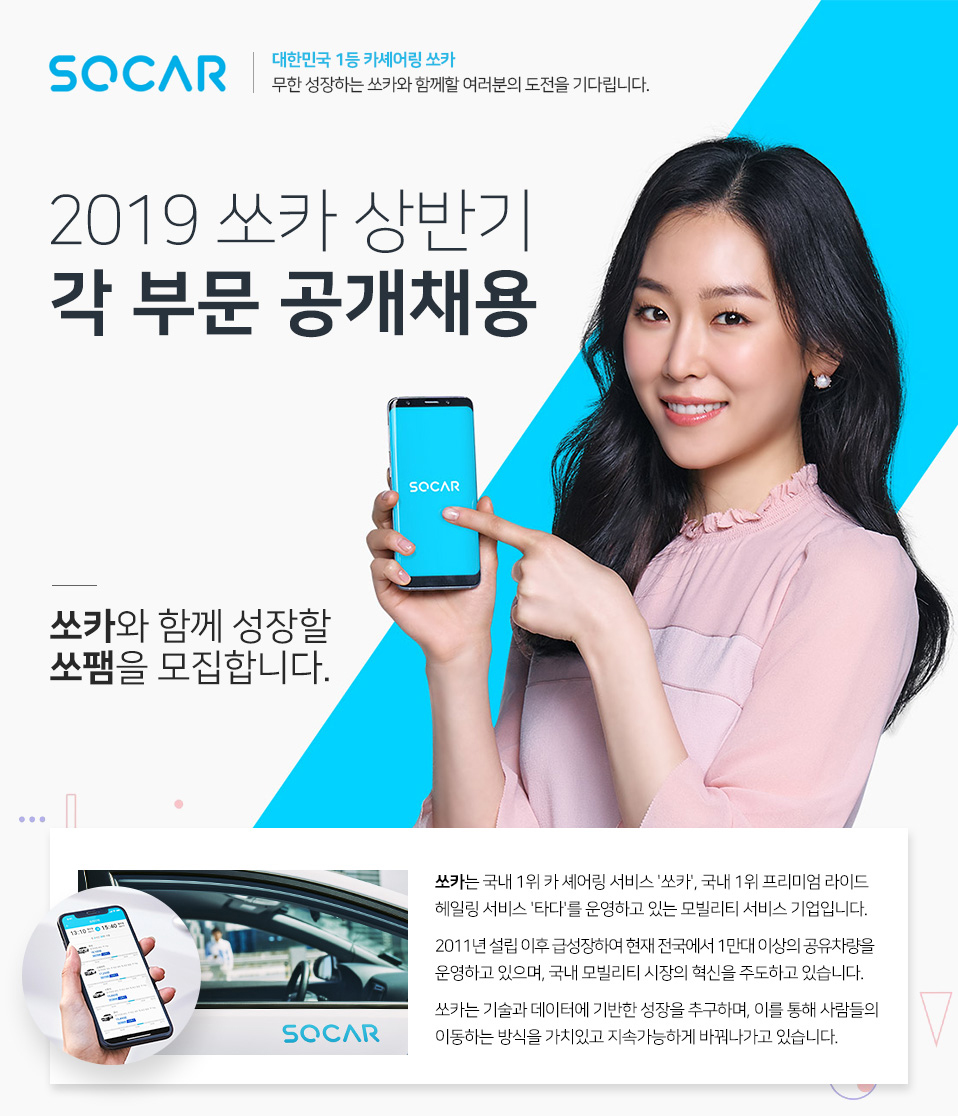 SOCAR
대한민국 1등 카셰어링 쏘카
무한 성장하는 쏘카와 함께할 여러분의 도전을 기다립니다.
2019 쏘카 상반기
각 부문 공개채용
SOCAR
쏘카와 함께 성장할
쏘팸을 모집합니다.
쏘카는 국내 1위 카 셰어링 서비스 '쏘카', 국내 1위 프리미엄 라이드
헤일링 서비스 '타다'를 운영하고 있는 모빌리티 서비스 기업입니다.
2011년 설립 이후 급성장하여 현재 전국에서 1만대 이상의 공유차량을
운영하고 있으며, 국내 모빌리티 시장의 혁신을 주도하고 있습니다.
쏘카는 기술과 데이터에 기반한 성장을 추구하며, 이를 통해 사람들의
이동하는 방식을 가치있고 지속가능하게 바꿔나가고 있습니다.
13:10
15:40
SOCAR